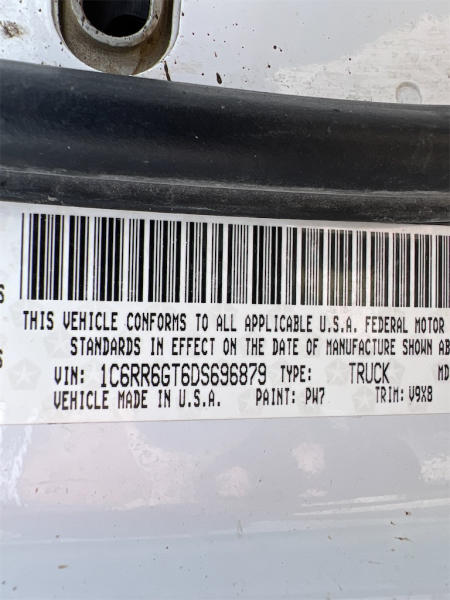 THIS VEHICLE CONFORMS TO ALL APPLICABLE U.S.A. FEDERAL MOTOR
STANDARDS IN EFFECT ON THE DATE OF MANUFACTURE SHOWN AB
VIN: 1C6RR6GT6DS696879 TYPE: TRUCK MD
VEHICLE MADE IN U.S.A. PAINT: PW7 TRIM: V9X8